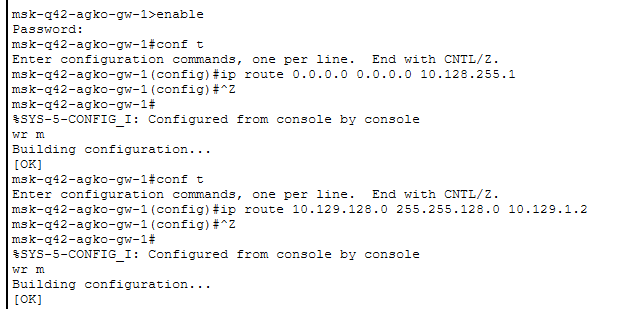 msk-q42-agko-gw-1>enable
Password:
msk-q42-agko-gw-1#conf t
Enter configuration commands, one per line.  End with CNTL/Z.
msk-q42-agko-gw-1(config)#ip route 0.0.0.0 0.0.0.0 10.128.255.1
msk-q42-agko-gw-1(config)#^Z
msk-q42-agko-gw-1#
%SYS-5-CONFIG_I: Configured from console by console
wr m
Building configuration...
[OK]
msk-q42-agko-gw-1#conf t
Enter configuration commands, one per line.  End with CNTL/Z.
msk-q42-agko-gw-1(config)#ip route 10.129.128.0 255.255.128.0 10.129.1.2
msk-q42-agko-gw-1(config)#^Z
msk-q42-agko-gw-1#
%SYS-5-CONFIG_I: Configured from console by console
wr m
Building configuration...
[OK]